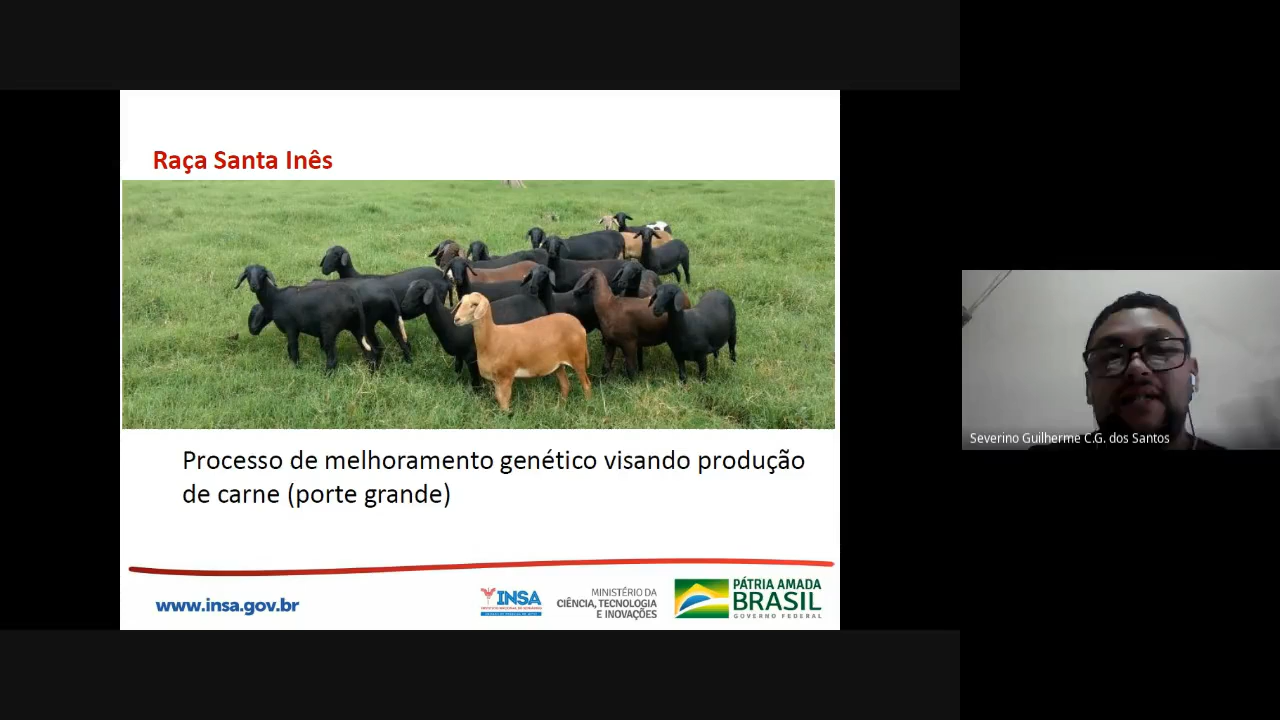 Raça Santa Inês
Processo de melhoramento genético visando produção
de carne (porte grande)
www.insa.gov.br
INSA
MINISTÉRIO DA
CIÊNCIA, TECNOLOGIA
E INOVAÇÕES
PÁTRIA AMADA
BRASIL
GOVERNO FEDERAL
Severino Guilherme C.G. dos Santos